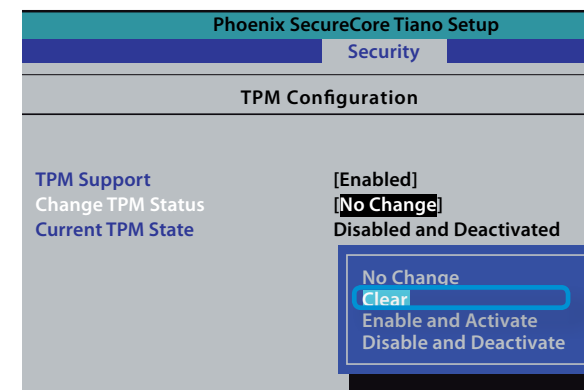 Phoenix SecureCore Tiano Setup
Security
TPM Configuration
TPM Support [Enabled]
Change TPM Status [No Change]
Current TPM State Disabled and Deactivated
No Change
Clear
Enable and Activate
Disable and Deactivate